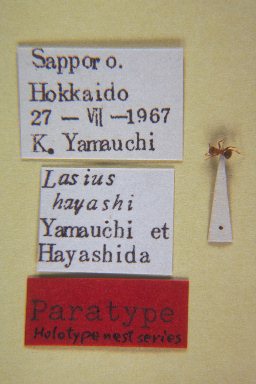 Sapporo.
Hokkaido
27 — VII — 1967
K. Yamauchi
Lasius
hayashi
Yamauchi et
Hayashida
Paratype
Holotype nest series